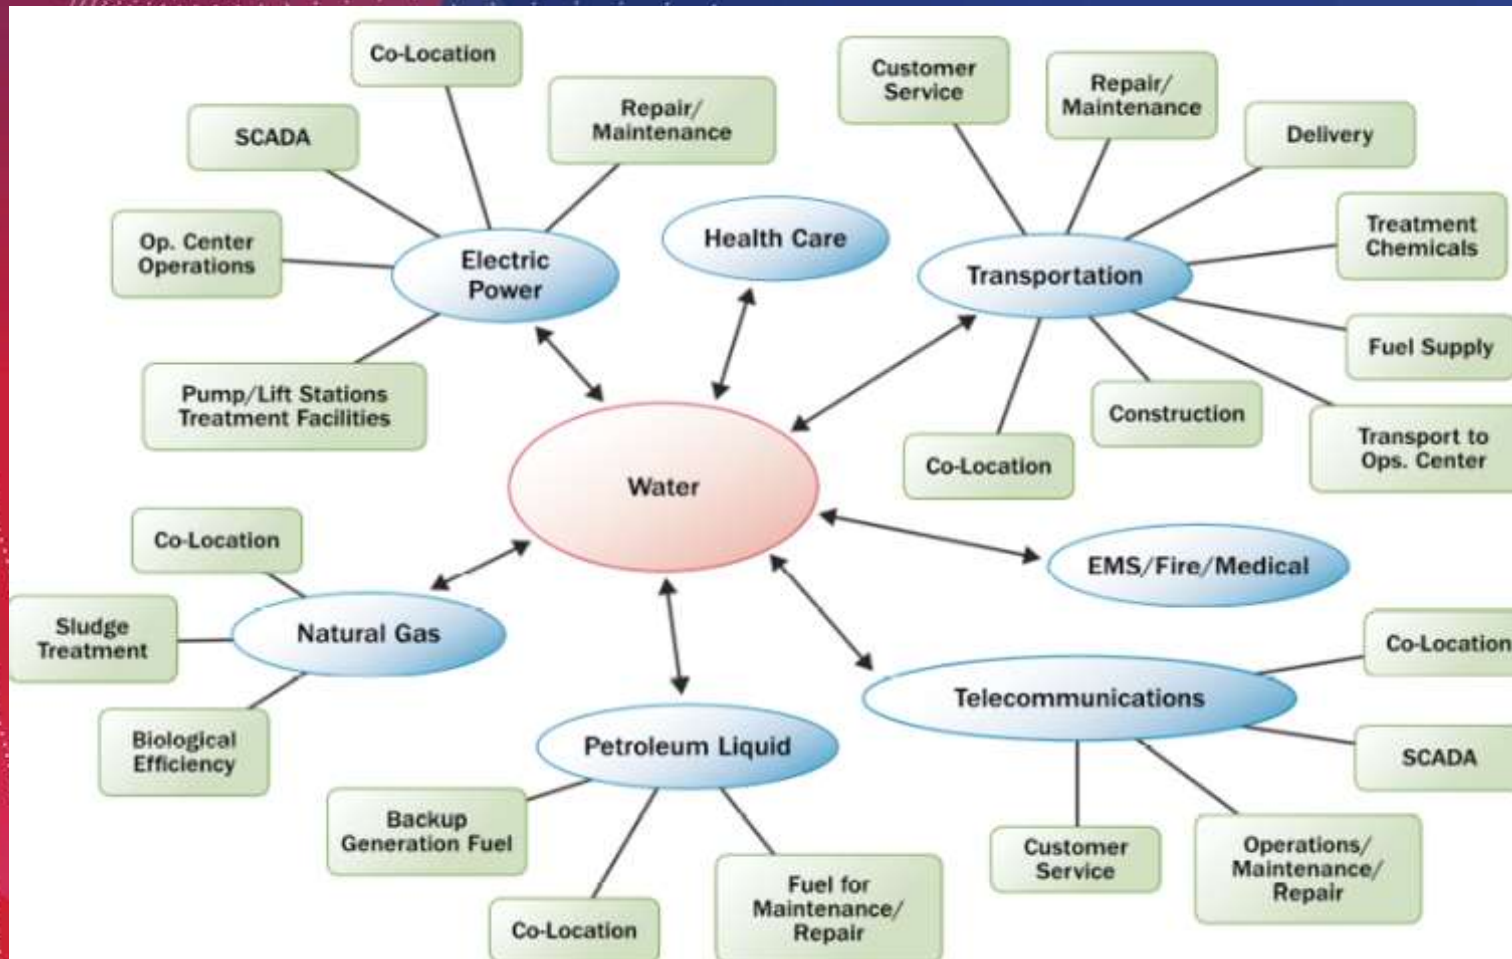 Co-Location
SCADA
Repair/
Maintenance
Op. Center
Operations
Electric
Power
Pump/Lift Stations
Treatment Facilities
Health Care
Customer
Service
Repair/
Maintenance
Delivery
Treatment
Chemicals
Transportation
Fuel Supply
Transport to
Ops. Center
Construction
Co-Location
Water
EMS/Fire/Medical
Co-Location
Sludge
Treatment
Natural Gas
Biological
Efficiency
Petroleum Liquid
Backup
Generation Fuel
Co-Location
Fuel for
Maintenance/
Repair
Telecommunications
Co-Location
SCADA
Customer
Service
Operations/
Maintenance/
Repair